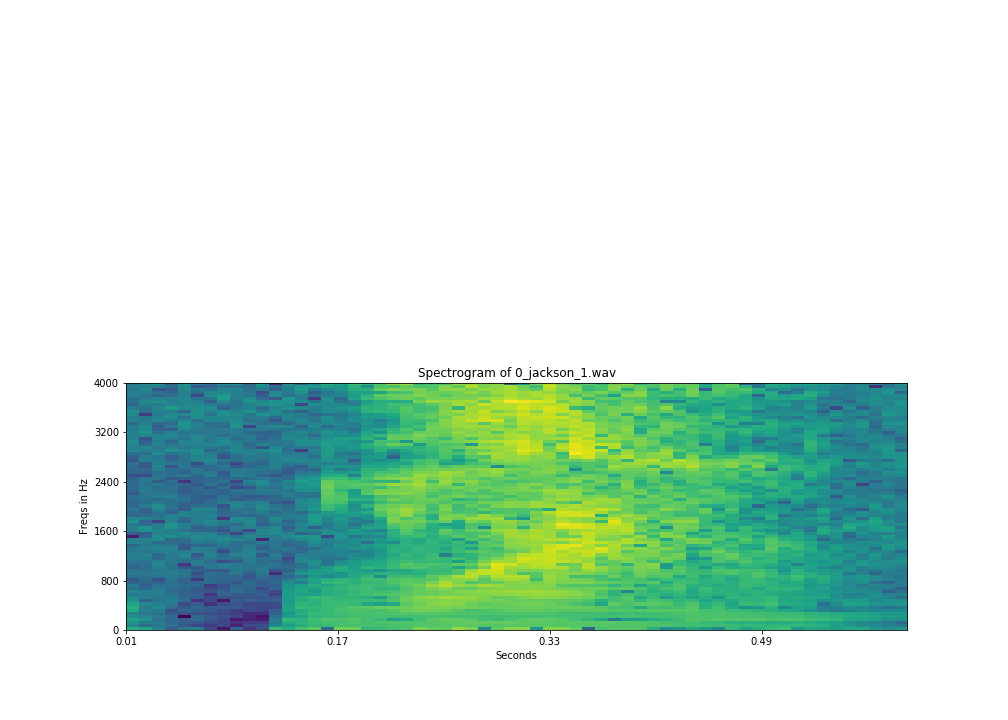 Spectrogram of 0_jackson_1.wav
4000
3200
2400
1600
800
0
Freqs in Hz
0.01 0.17 0.33 0.49
Seconds